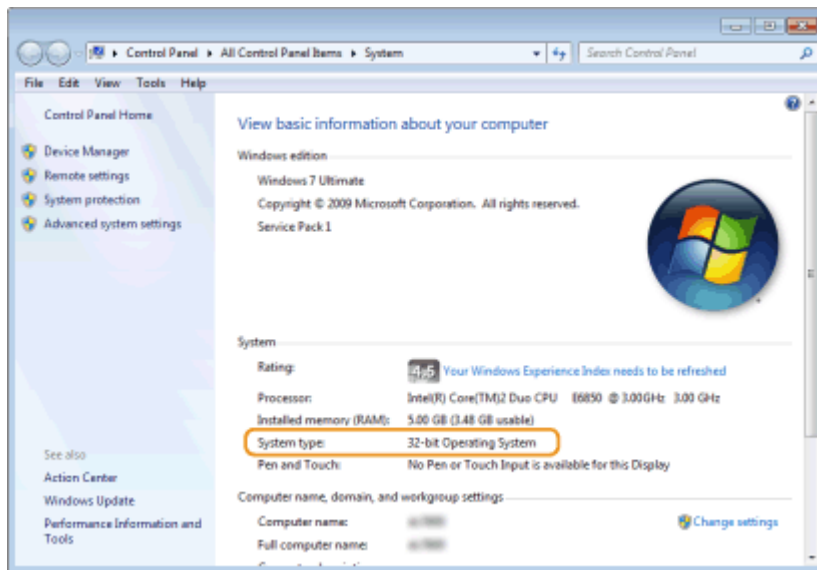 Control Panel ▸ All Control Panel Items ▸ System
Search Control Panel
File Edit View Tools Help
Control Panel Home
Device Manager
Remote settings
System protection
Advanced system settings
See also
Action Center
Windows Update
Performance Information and
Tools
View basic information about your computer
Windows edition
Windows 7 Ultimate
Copyright © 2009 Microsoft Corporation. All rights reserved.
Service Pack 1
System
Rating: 4,5 Your Windows Experience Index needs to be refreshed
Processor: Intel(R) Core(TM)2 Duo CPU E6850 @ 3.00GHz 3.00 GHz
Installed memory (RAM): 5.00 GB (3.48 GB usable)
System type: 32-bit Operating System
Pen and Touch: No Pen or Touch Input is available for this Display
Computer name, domain, and workgroup settings
Computer name:
Change settings
Full computer name: